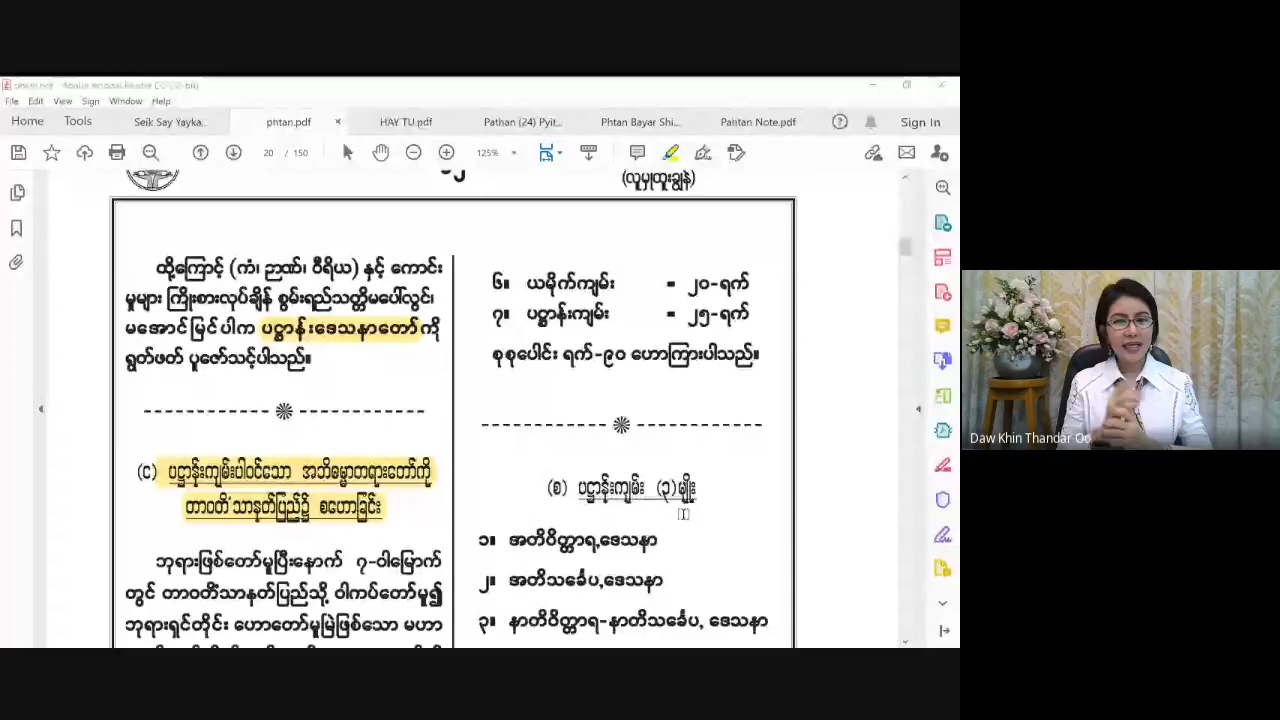 File Edit View Sign Window Help
Home Tools Seik Say Yayka... phtan.pdf × HAY TU.pdf Pathan (24) Pyit... Phtan Bayar Shi... Pahtan Note.pdf Sign In
20 / 150 125%
(လူမှုထူးချွန်)
ထို့ကြောင့် (ကံ၊ ဉာဏ်၊ ဝီရိယ) နှင့် ကောင်း
မှုများ ကြိုးစားလုပ်ချိန် စွမ်းရည်သတ္တိမပေါ်လွင်၊
မအောင်မြင်ပါက ပဋ္ဌာန်းဒေသနာတော်ကို
ရွတ်ဖတ် ပူဇော်သင့်ပါသည်။
(င) ပဋ္ဌာန်းကျမ်းပါဝင်သော အဘိဓမ္မာတရားတော်ကို
တာဝတိံသာနတ်ပြည်၌ စဟောခြင်း
ဘုရားဖြစ်တော်မူပြီးနောက် ၇-ဝါမြောက်
တွင် တာဝတိံသာနတ်ပြည်သို့ ဝါကပ်တော်မူ၍
ဘုရားရှင်တိုင်း ဟောတော်မူမြဲဖြစ်သော မဟာ
၆။ ယမိုက်ကျမ်း = ၂၀-ရက်
၇။ ပဋ္ဌာန်းကျမ်း = ၂၅-ရက်
စုစုပေါင်း ရက်-၉၀ ဟောကြားပါသည်။
(စ) ပဋ္ဌာန်းကျမ်း (၃)မျိုး
၁။ အတိဝိတ္ထာရ,ဒေသနာ
၂။ အတိသင်္ခေပ,ဒေသနာ
၃။ နာတိဝိတ္ထာရ-နာတိသင်္ခေပ, ဒေသနာ
Daw Khin Thandar Oo